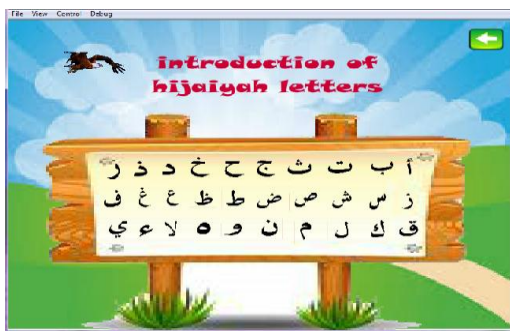 File View Control Debug
introduction of
hijaiyah letters
أ ب ت ث ج ح خ د ذ ر
ز س ش ص ض ط ظ ع غ ف
ق ك ل م ن و ه لا ء ي